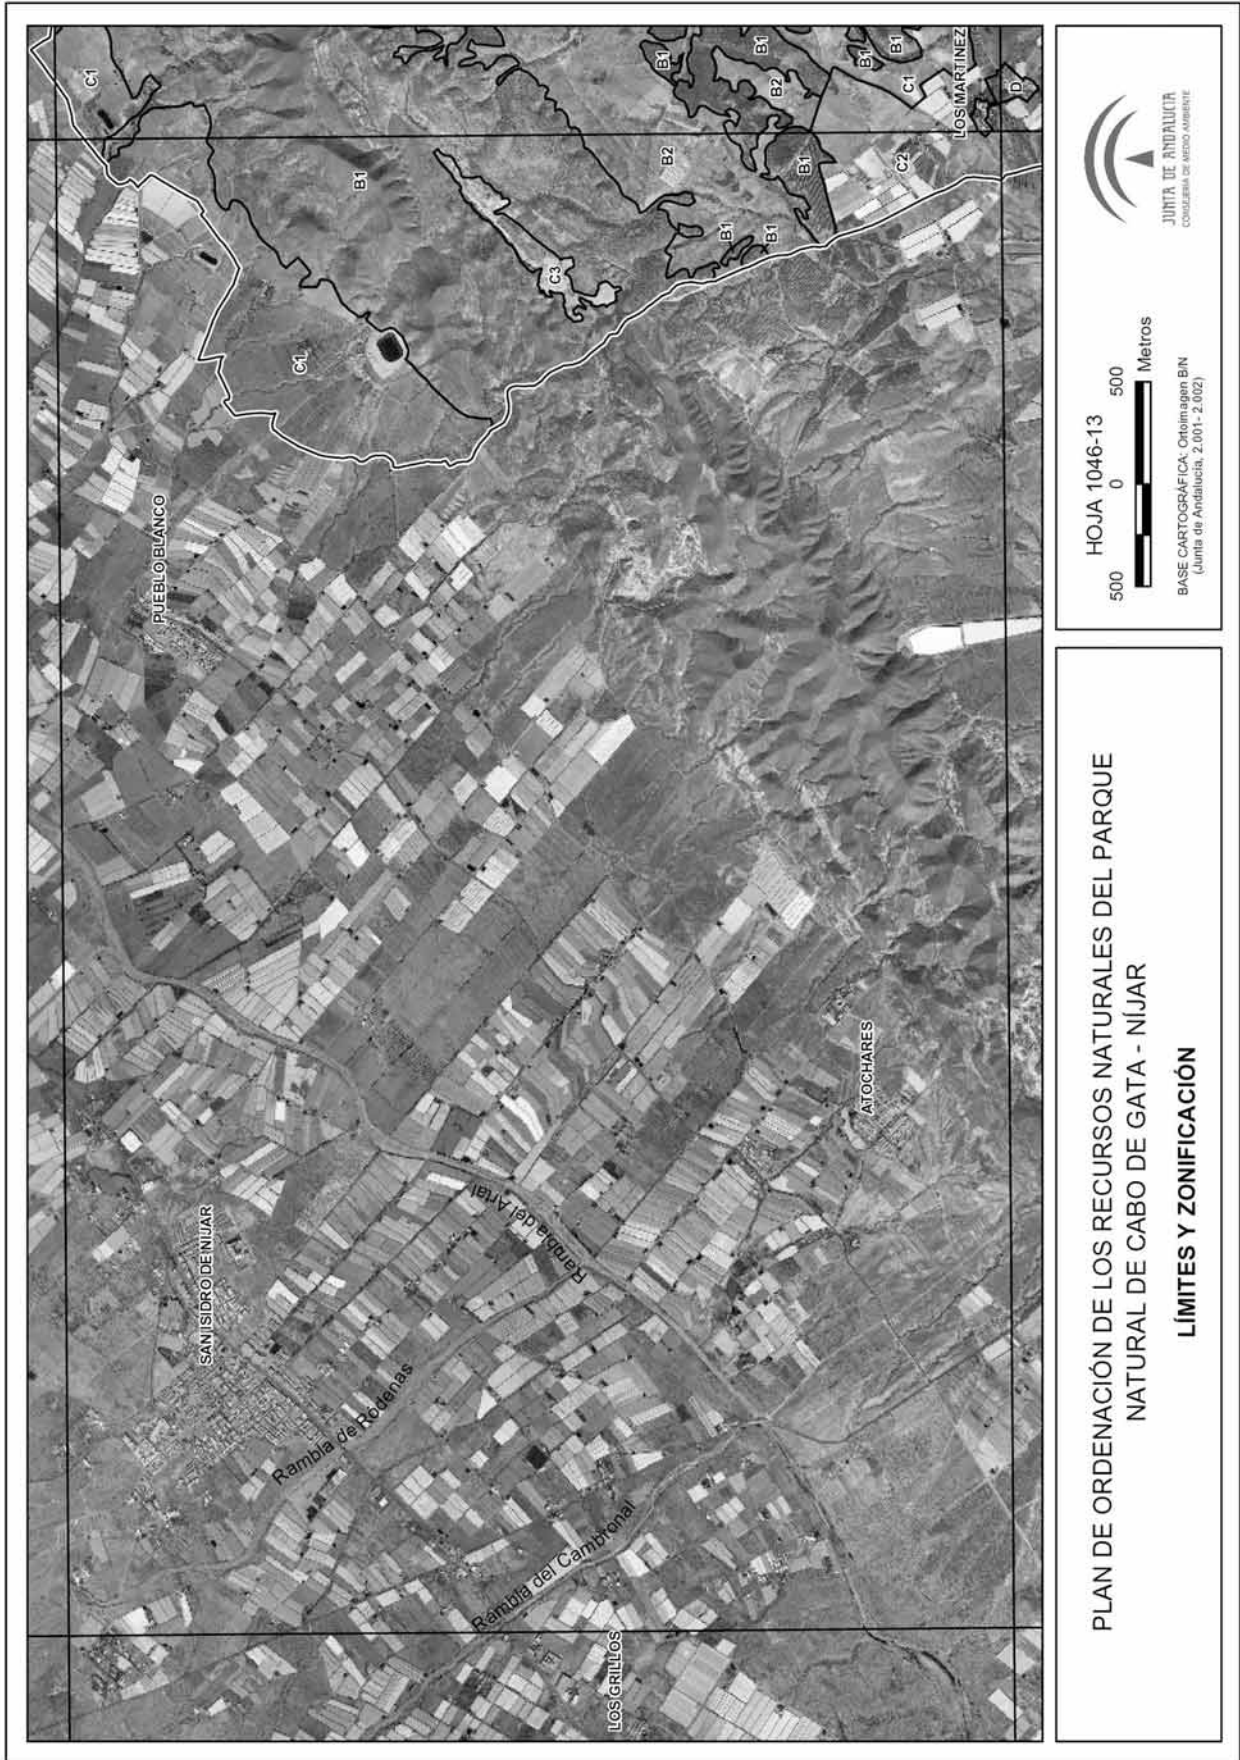 SAN ISIDRO DE NIJAR
PUEBLO BLANCO
C1
C1
B1
C3
B2
B1
B1
B1
B1
B2
B1
B1
B1
C1
C2
D
LOS MARTINEZ
Rambla de Ródenas
Rambla del Artal
Rambla del Cambronal
LOS GRILLOS
ATOCHARES
PLAN DE ORDENACIÓN DE LOS RECURSOS NATURALES DEL PARQUE
NATURAL DE CABO DE GATA - NÍJAR
LÍMITES Y ZONIFICACIÓN
HOJA 1046-13
500 0 500
Metros
BASE CARTOGRÁFICA: Ortoimagen B/N
(Junta de Andalucía, 2.001- 2.002)
JUNTA DE ANDALUCIA
CONSEJERIA DE MEDIO AMBIENTE